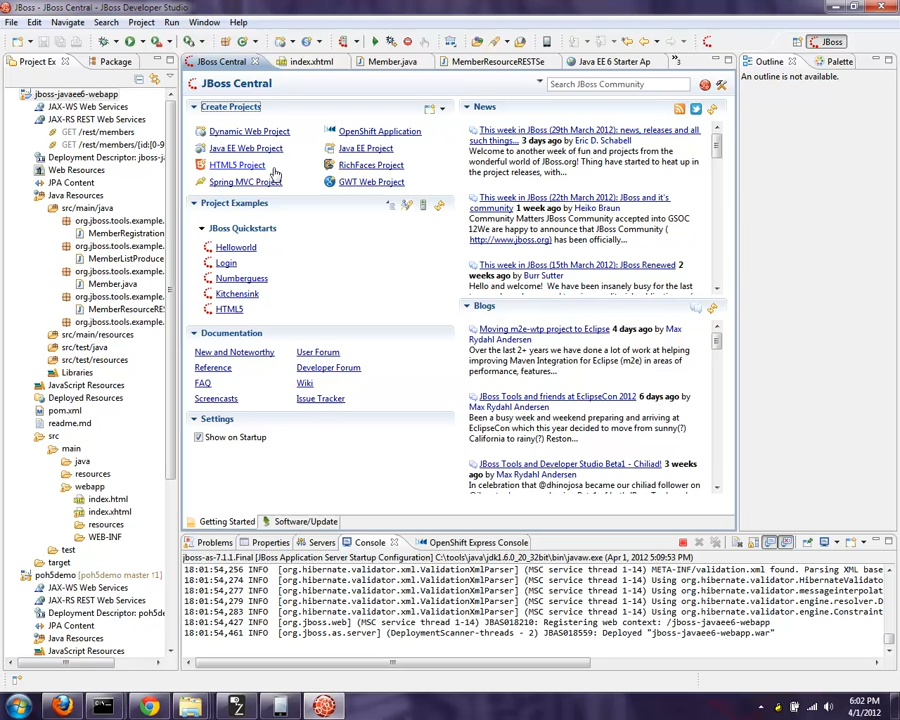 JBoss - JBoss Central - JBoss Developer Studio
File Edit Navigate Search Project Run Window Help
JBoss
Project Ex
Package
JBoss Central
index.xhtml
Member.java
MemberResourceRESTSe
Java EE 6 Starter Ap
Outline
Palette
jboss-javaee6-webapp
JAX-WS Web Services
JAX-RS REST Web Services
GET /rest/members
GET /rest/members/{id:[0-
Deployment Descriptor: jboss-j
Web Resources
JPA Content
Java Resources
src/main/java
org.jboss.tools.example.
MemberRegistration
org.jboss.tools.example.
MemberListProduce
org.jboss.tools.example.
Member.java
org.jboss.tools.example.
MemberResourceRES
org.jboss.tools.example.
src/main/resources
src/test/java
src/test/resources
Libraries
JavaScript Resources
Deployed Resources
pom.xml
readme.md
src
main
java
resources
webapp
index.html
index.xhtml
resources
WEB-INF
test
target
poh5demo (poh5demo master ↑1)
JAX-WS Web Services
JAX-RS REST Web Services
Deployment Descriptor: jboss-j
JPA Content
Java Resources
JavaScript Resources
JBoss Central
Search JBoss Community
Create Projects
Dynamic Web Project
OpenShift Application
Java EE Web Project
Java EE Project
HTML5 Project
RichFaces Project
Spring MVC Project
GWT Web Project
Project Examples
JBoss Quickstarts
Helloworld
Login
Numberguess
Kitchensink
HTML5
Documentation
New and Noteworthy
User Forum
Reference
Developer Forum
FAQ
Wiki
Screencasts
Issue Tracker
Settings
Show on Startup
News
This week in JBoss (29th March 2012): news, releases and all
such things... 3 days ago by Eric D. Schabell
Welcome to another week of fun and projects from the
wonderful world of JBoss.org! Thing have started to heat up in
the project releases, with...
This week in JBoss (22th March 2012): JBoss and it's
community 1 week ago by Heiko Braun
Community Matters JBoss Community accepted into GSOC
12We are happy to announce that JBoss Community
(http://www.jboss.org) has been officially...
This week in JBoss (15th March 2012): JBoss Renewed 2
weeks ago by Burr Sutter
Hello and welcome! We have been insanely busy for the last
Blogs
Moving m2e-wtp project to Eclipse 4 days ago by Max
Rydahl Andersen
Over the last 2+ years we have done a lot of work at helping
improving Maven Integration for Eclipse (m2e) in areas of
performance, features...
JBoss Tools and friends at EclipseCon 2012 6 days ago by
Max Rydahl Andersen
Been a busy week and weekend preparing and arriving at
EclipseCon which this year decided to move from sunny(?)
California to rainy(?) Reston...
JBoss Tools and Developer Studio Beta1 - Chiliad! 3 weeks
ago by Max Rydahl Andersen
In celebration that @dhinojosa became our chiliad follower on
Getting Started
Software/Update
An outline is not available.
Problems
Properties
Servers
Console
OpenShift Express Console
jboss-as-7.1.1.Final [JBoss Application Server Startup Configuration] C:\tools\java\jdk1.6.0_20_32bit\bin\javaw.exe (Apr 1, 2012 5:09:53 PM)
18:01:54,256 INFO [org.hibernate.validator.xml.ValidationXmlParser] (MSC service thread 1-14) META-INF/validation.xml found. Parsing XML base
18:01:54,274 INFO [org.hibernate.validator.xml.ValidationXmlParser] (MSC service thread 1-14) Using org.hibernate.validator.HibernateValidato
18:01:54,277 INFO [org.hibernate.validator.xml.ValidationXmlParser] (MSC service thread 1-14) Using org.hibernate.validator.messageinterpolat
18:01:54,279 INFO [org.hibernate.validator.xml.ValidationXmlParser] (MSC service thread 1-14) Using org.hibernate.validator.engine.resolver.D
18:01:54,283 INFO [org.hibernate.validator.xml.ValidationXmlParser] (MSC service thread 1-14) Using org.hibernate.validator.engine.Constraint
18:01:54,427 INFO [org.jboss.web] (MSC service thread 1-14) JBAS018210: Registering web context: /jboss-javaee6-webapp
18:01:54,461 INFO [org.jboss.as.server] (DeploymentScanner-threads - 2) JBAS018559: Deployed "jboss-javaee6-webapp.war"
6:02 PM
4/1/2012